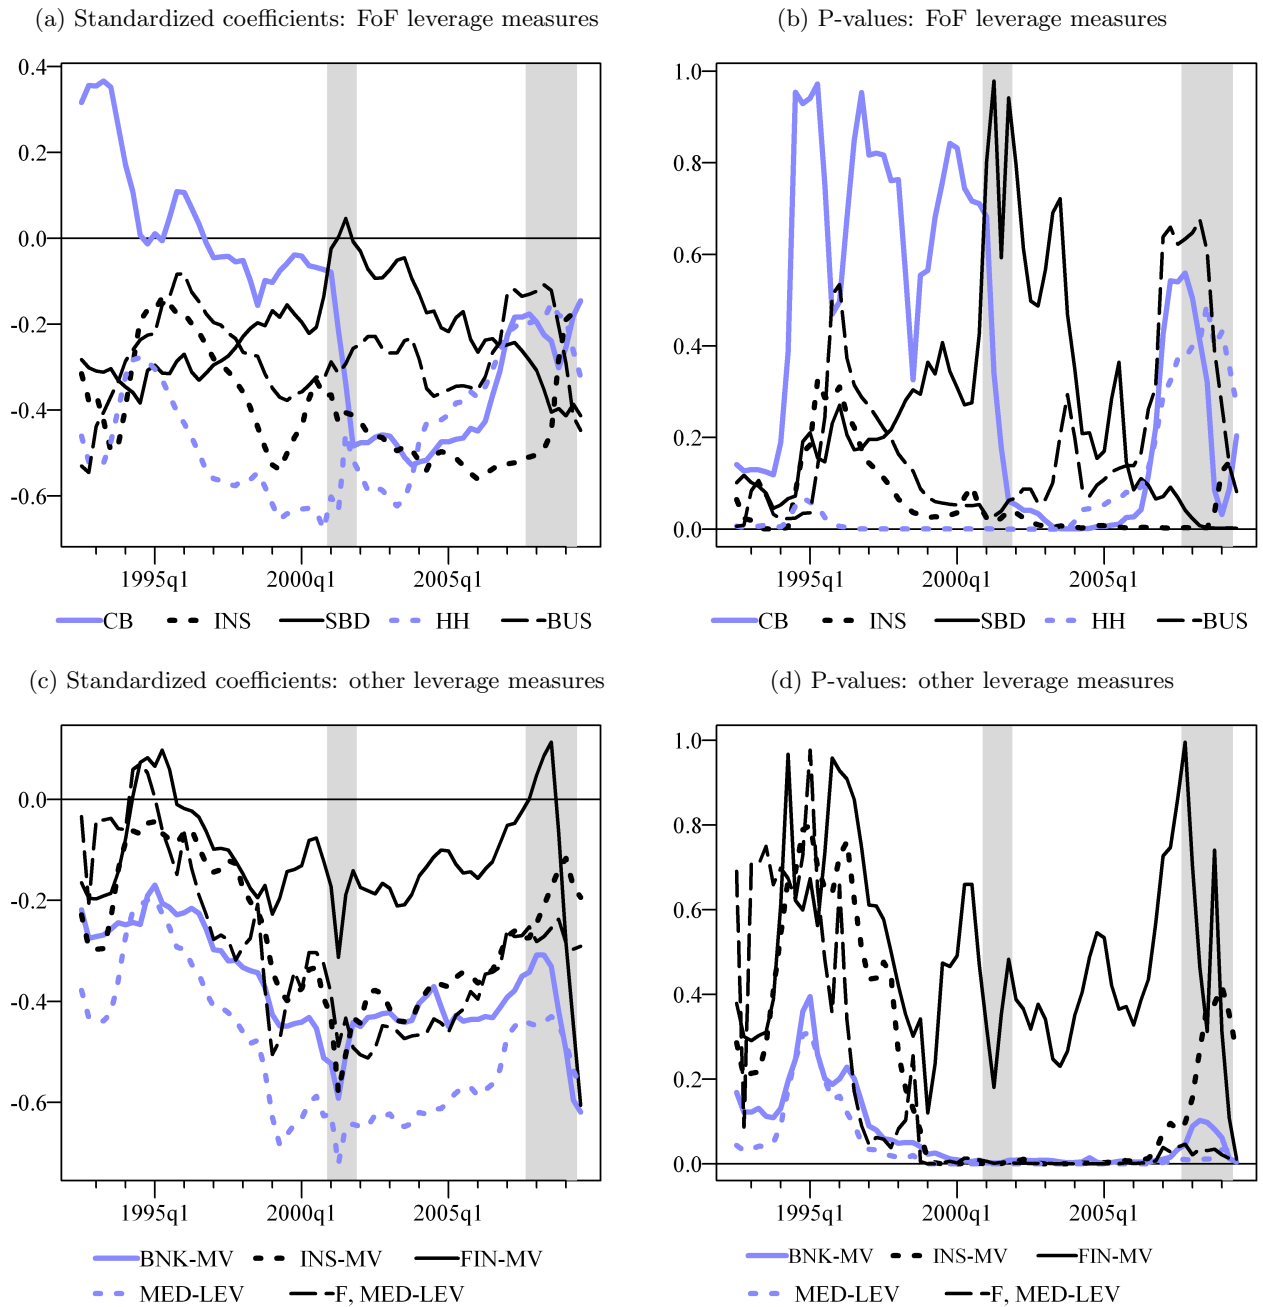 (a) Standardized coefficients: FoF leverage measures
0.4
0.2
0.0
-0.2
-0.4
-0.6
1995q1 2000q1 2005q1
CB INS SBD HH BUS
(b) P-values: FoF leverage measures
1.0
0.8
0.6
0.4
0.2
0.0
1995q1 2000q1 2005q1
CB INS SBD HH BUS
(c) Standardized coefficients: other leverage measures
0.0
-0.2
-0.4
-0.6
1995q1 2000q1 2005q1
BNK-MV INS-MV FIN-MV
MED-LEV F, MED-LEV
(d) P-values: other leverage measures
1.0
0.8
0.6
0.4
0.2
0.0
1995q1 2000q1 2005q1
BNK-MV INS-MV FIN-MV
MED-LEV F, MED-LEV